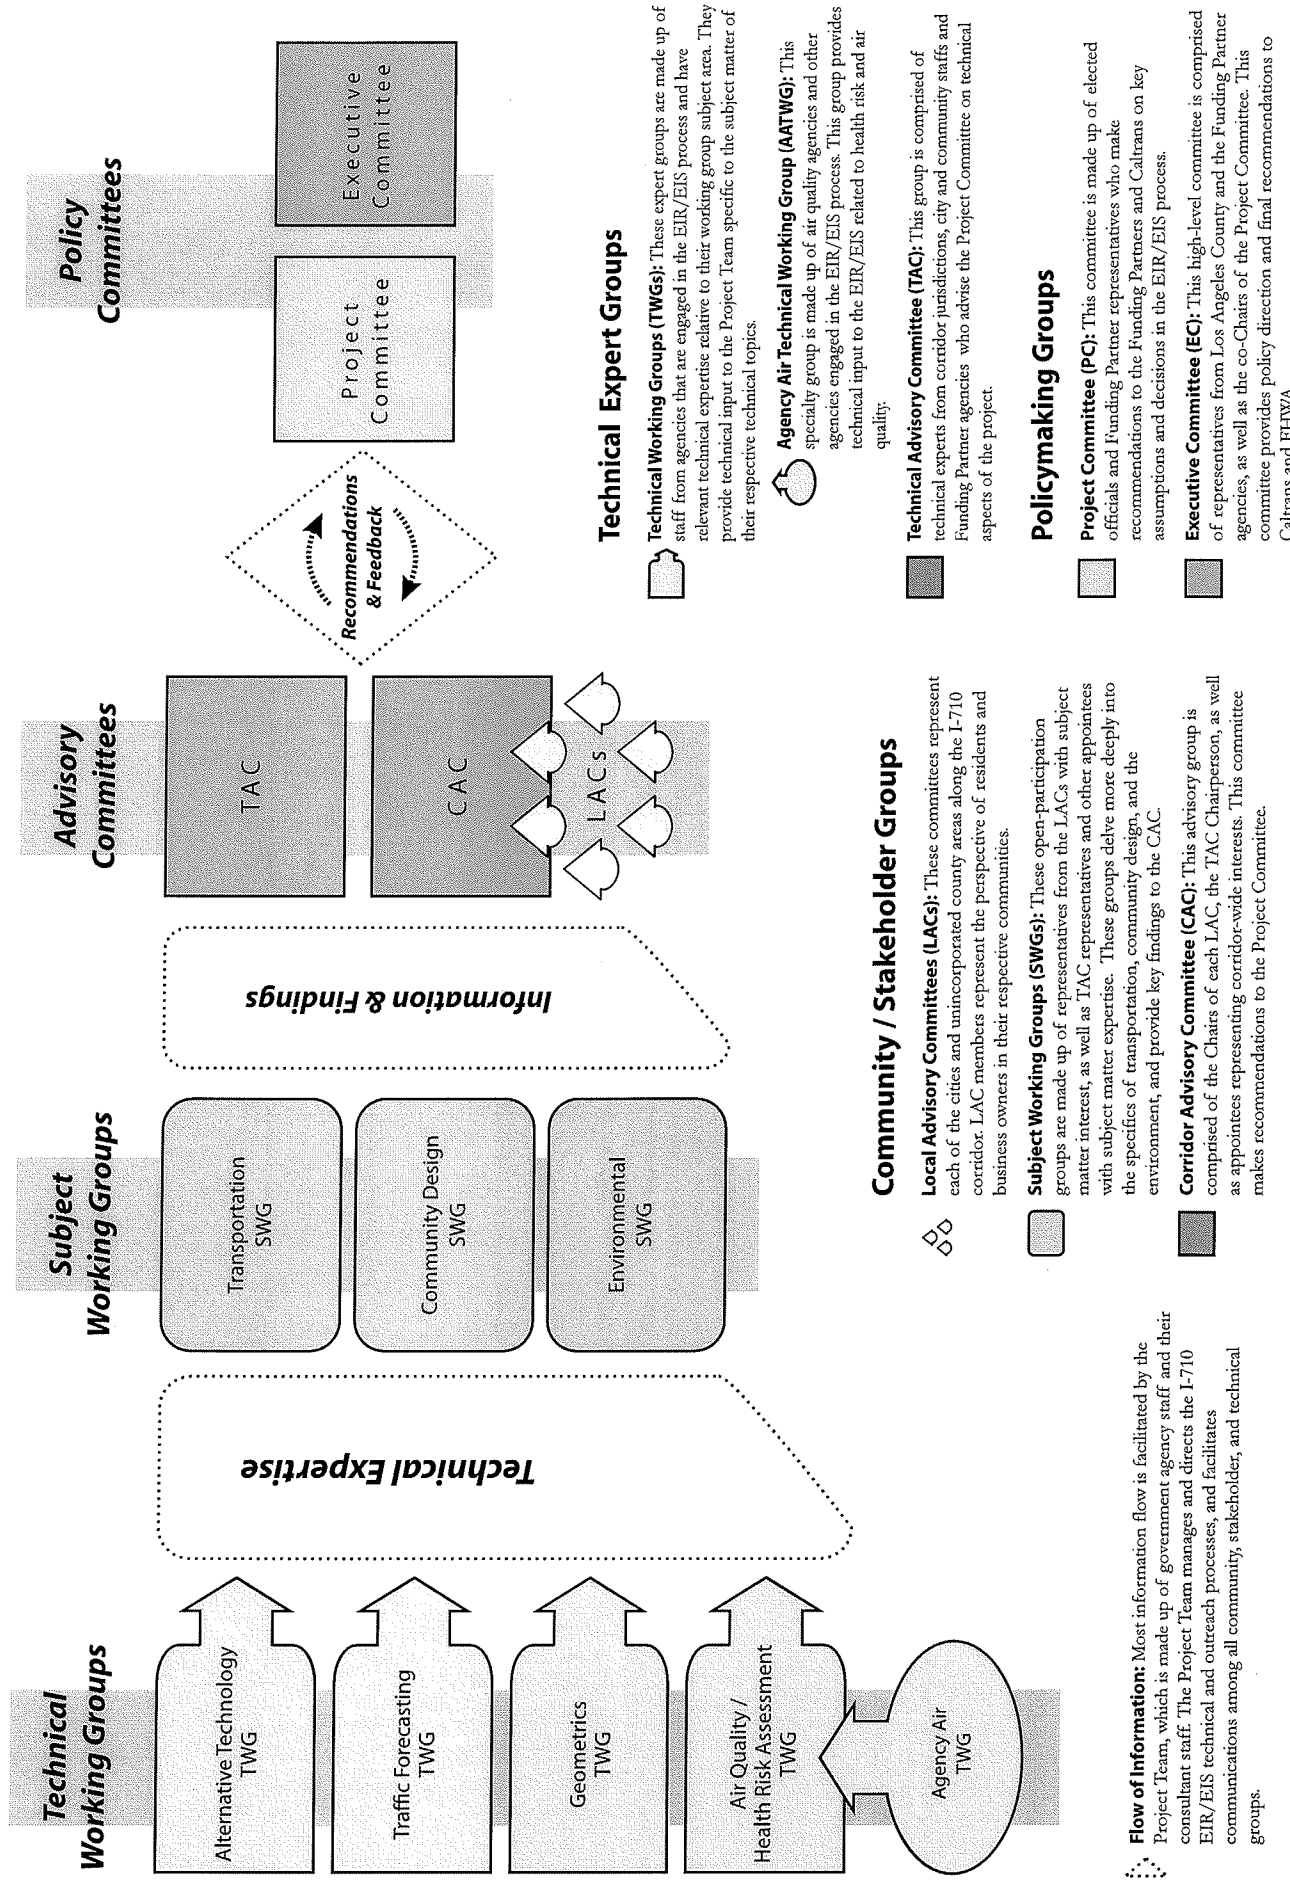 Technical
Working Groups
Subject
Working Groups
Advisory
Committees
Policy
Committees
Alternative Technology
TWG
Traffic Forecasting
TWG
Geometrics
TWG
Air Quality /
Health Risk Assessment
TWG
Agency Air
TWG
Technical Expertise
Transportation
SWG
Community Design
SWG
Environmental
SWG
Information & Findings
TAC
CAC
LACs
Recommendations
& Feedback
Project
Committee
Executive
Committee
Flow of Information: Most information flow is facilitated by the
Project Team, which is made up of government agency staff and their
consultant staff. The Project Team manages and directs the I-710
EIR/EIS technical and outreach processes, and facilitates
communications among all community, stakeholder, and technical
groups.
Community / Stakeholder Groups
Local Advisory Committees (LACs): These committees represent
each of the cities and unincorporated county areas along the I-710
corridor. LAC members represent the perspective of residents and
business owners in their respective communities.
Subject Working Groups (SWGs): These open-participation
groups are made up of representatives from the LACs with subject
matter interest, as well as TAC representatives and other appointees
with subject matter expertise. These groups delve more deeply into
the specifics of transportation, community design, and the
environment, and provide key findings to the CAC.
Corridor Advisory Committee (CAC): This advisory group is
comprised of the Chairs of each LAC, the TAC Chairperson, as well
as appointees representing corridor-wide interests. This committee
makes recommendations to the Project Committee.
Technical Expert Groups
Technical Working Groups (TWGs): These expert groups are made up of
staff from agencies that are engaged in the EIR/EIS process and have
relevant technical expertise relative to their working group subject area. They
provide technical input to the Project Team specific to the subject matter of
their respective technical topics.
Agency Air Technical Working Group (AATWG): This
specialty group is made up of air quality agencies and other
agencies engaged in the EIR/EIS process. This group provides
technical input to the EIR/EIS related to health risk and air
quality.
Technical Advisory Committee (TAC): This group is comprised of
technical experts from corridor jurisdictions, city and community staffs and
Funding Partner agencies who advise the Project Committee on technical
aspects of the project.
Policymaking Groups
Project Committee (PC): This committee is made up of elected
officials and Funding Partner representatives who make
recommendations to the Funding Partners and Caltrans on key
assumptions and decisions in the EIR/EIS process.
Executive Committee (EC): This high-level committee is comprised
of representatives from Los Angeles County and the Funding Partner
agencies, as well as the co-Chairs of the Project Committee. This
committee provides policy direction and final recommendations to
Caltrans and FHWA.